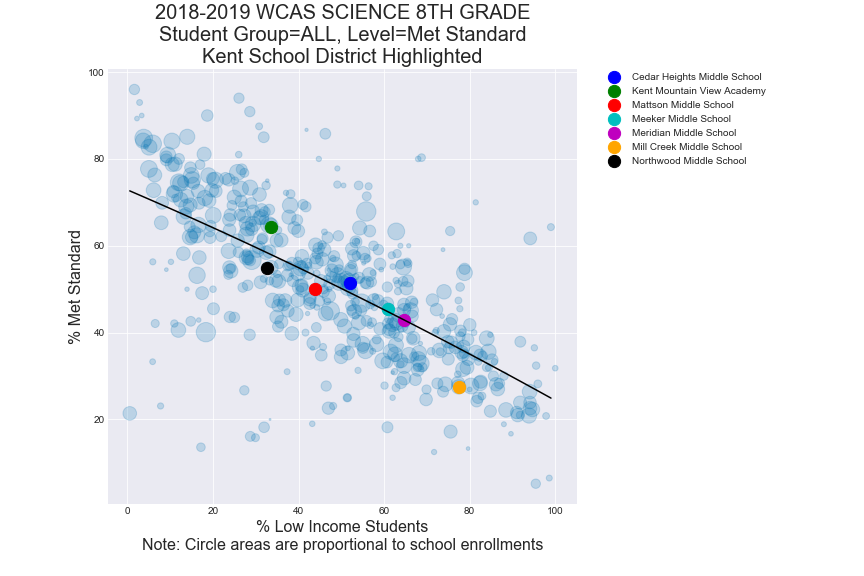 2018-2019 WCAS SCIENCE 8TH GRADE
Student Group=ALL, Level=Met Standard
Kent School District Highlighted
100
80
60
40
20
% Met Standard
0
20
40
60
80
100
% Low Income Students
Note: Circle areas are proportional to school enrollments
Cedar Heights Middle School
Kent Mountain View Academy
Mattson Middle School
Meeker Middle School
Meridian Middle School
Mill Creek Middle School
Northwood Middle School